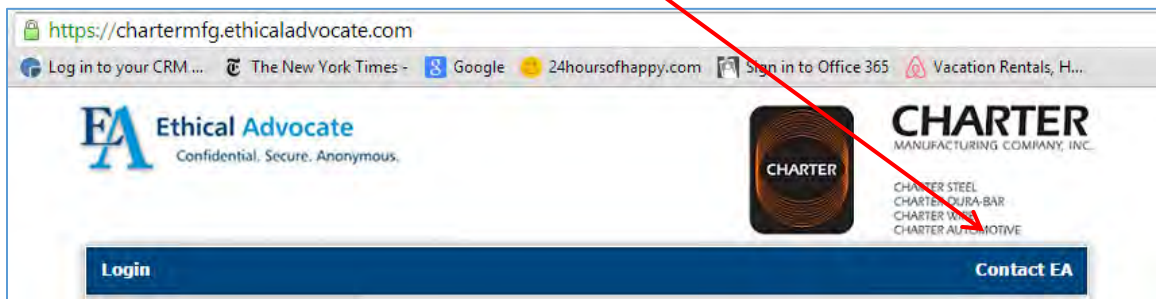 https://chartermfg.ethicaladvocate.com
Log in to your CRM ... The New York Times - Google 24hoursofhappy.com Sign in to Office 365 Vacation Rentals, H...
EA Ethical Advocate
Confidential. Secure. Anonymous.
CHARTER
CHARTER
MANUFACTURING COMPANY, INC.
CHARTER STEEL
CHARTER DURA-BAR
CHARTER WIRE
CHARTER AUTOMOTIVE
Login Contact EA